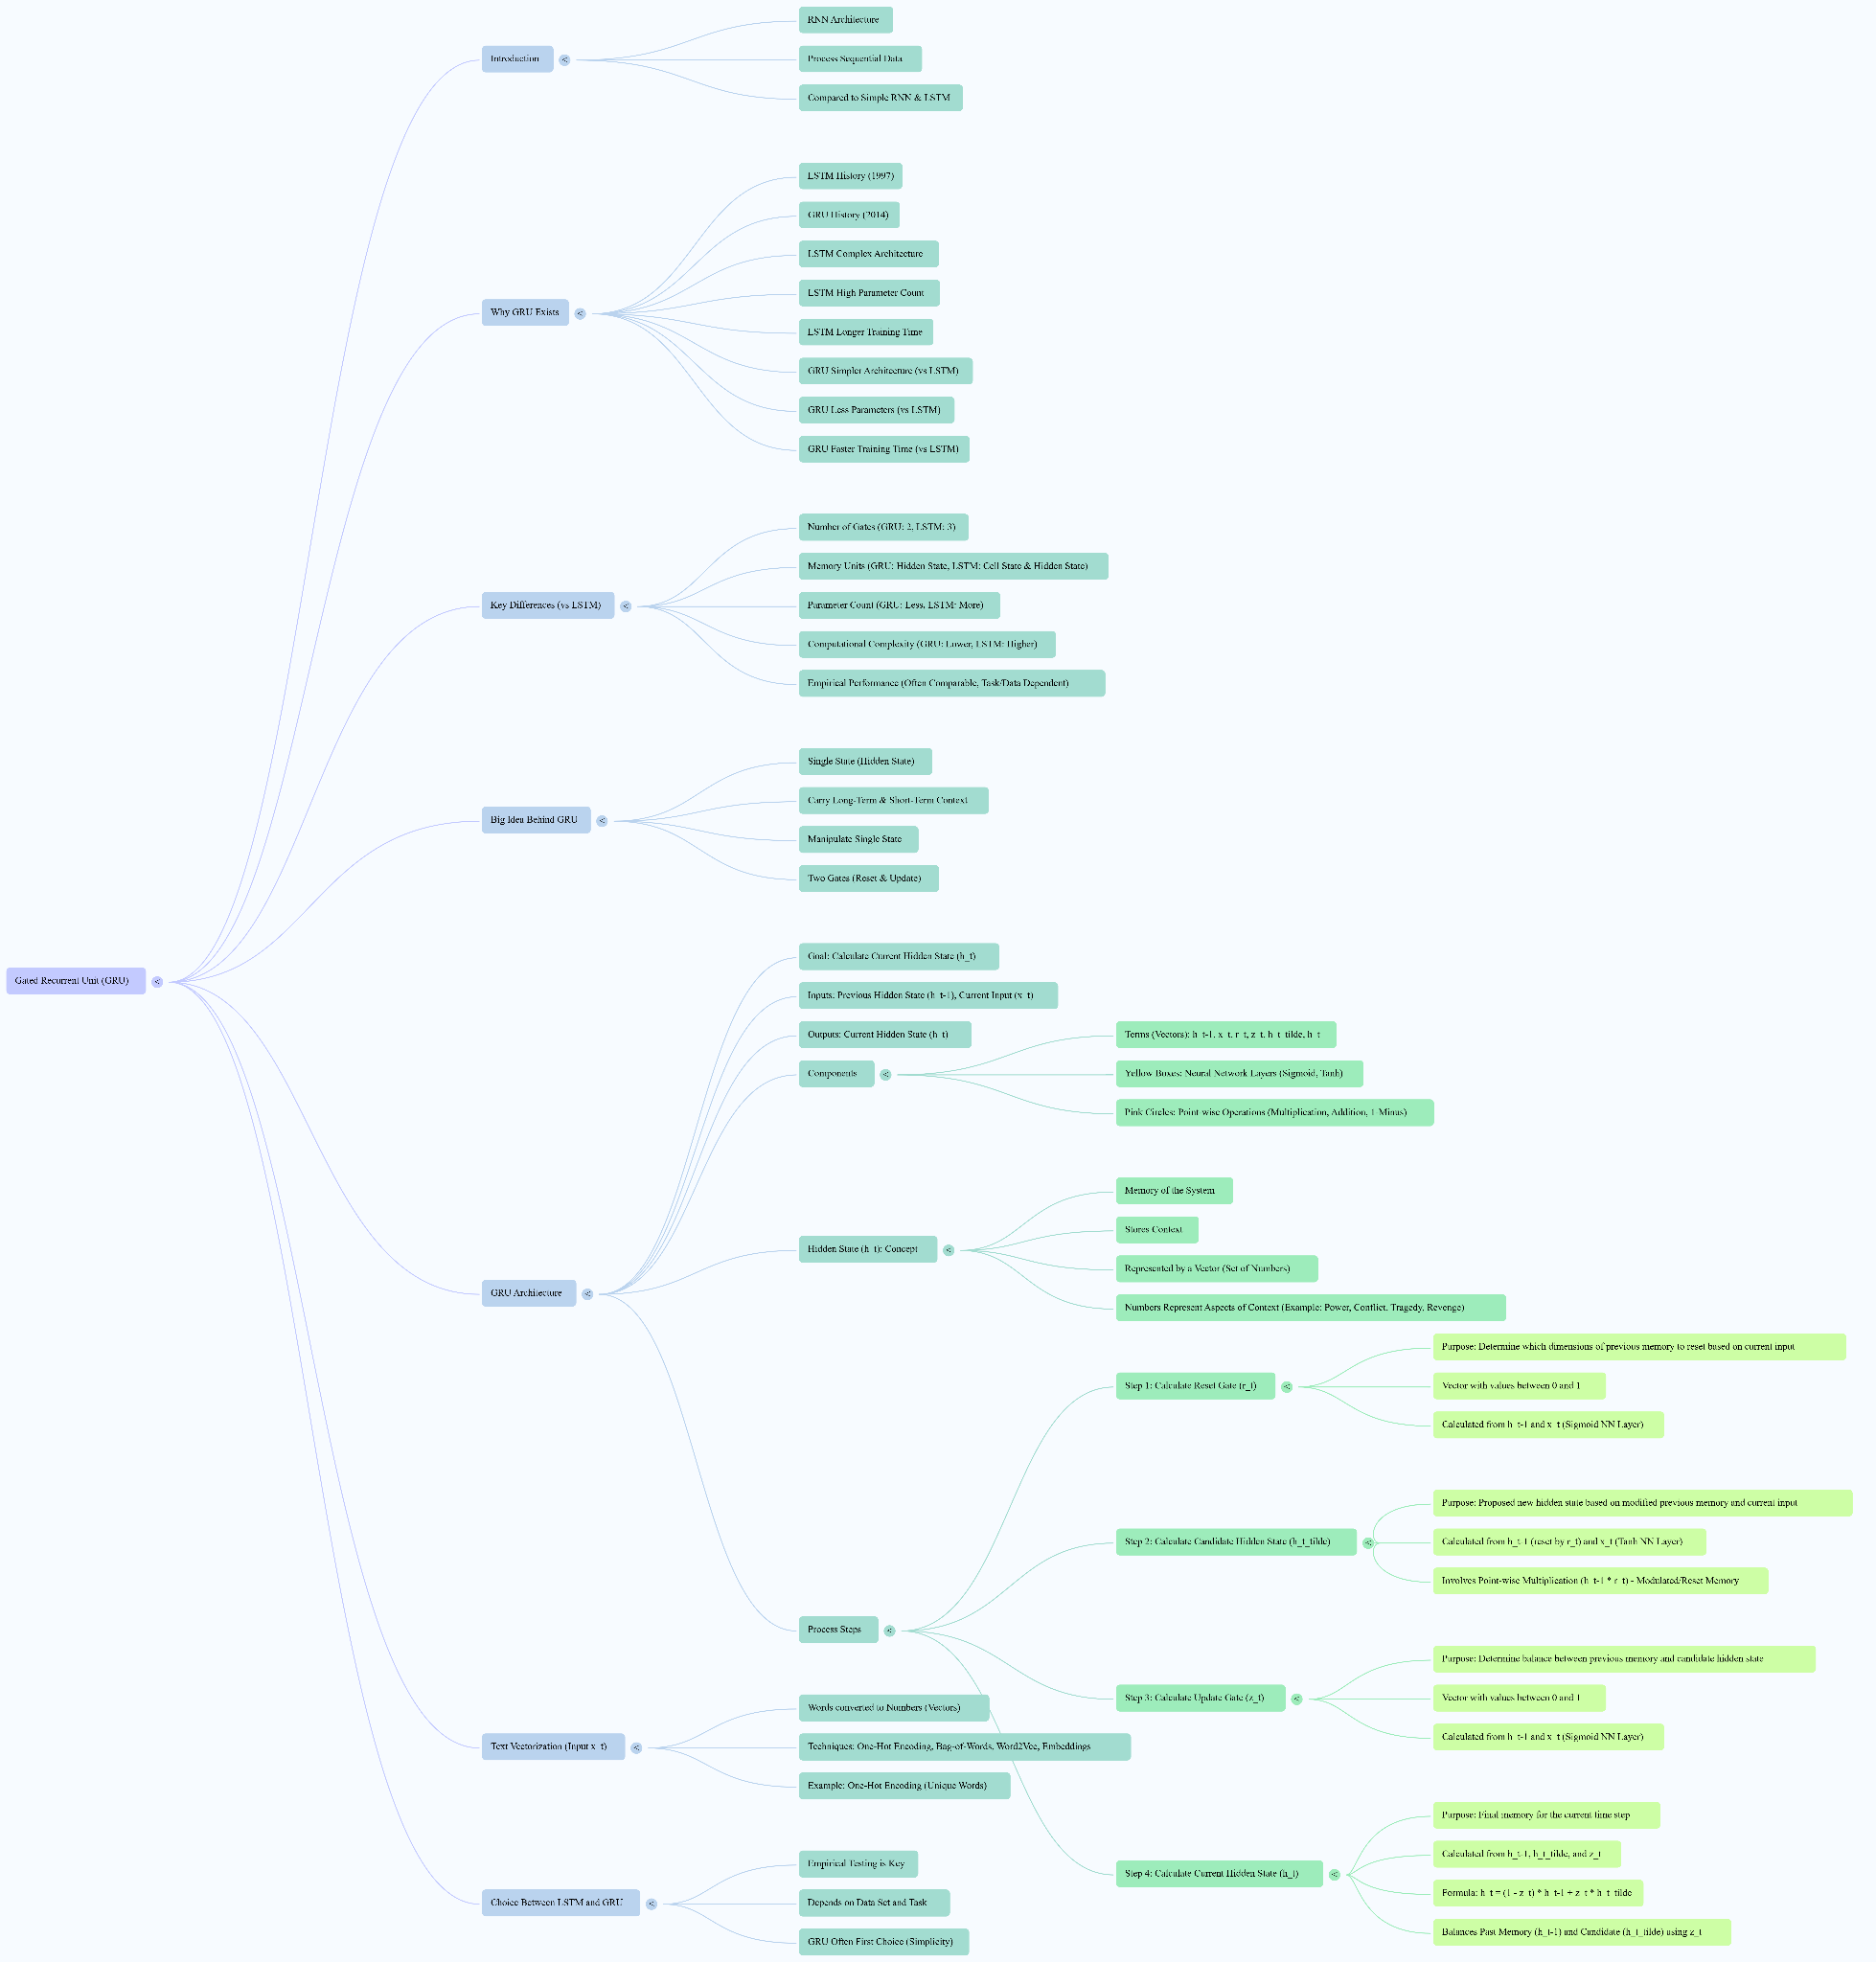 Gated Recurrent Unit (GRU)
Introduction
RNN Architecture
Process Sequential Data
Compared to Simple RNN & LSTM
Why GRU Exists
LSTM History (1997)
GRU History (2014)
LSTM Complex Architecture
LSTM High Parameter Count
LSTM Longer Training Time
GRU Simpler Architecture (vs LSTM)
GRU Less Parameters (vs LSTM)
GRU Faster Training Time (vs LSTM)
Key Differences (vs LSTM)
Number of Gates (GRU: 2, LSTM: 3)
Memory Units (GRU: Hidden State, LSTM: Cell State & Hidden State)
Parameter Count (GRU: Less, LSTM: More)
Computational Complexity (GRU: Lower, LSTM: Higher)
Empirical Performance (Often Comparable, Task/Data Dependent)
Big Idea Behind GRU
Single State (Hidden State)
Carry Long-Term & Short-Term Context
Manipulate Single State
Two Gates (Reset & Update)
GRU Architecture
Goal: Calculate Current Hidden State (h_t)
Inputs: Previous Hidden State (h_t-1), Current Input (x_t)
Outputs: Current Hidden State (h_t)
Components
Terms (Vectors): h_t-1, x_t, r_t, z_t, h_t_tilde, h_t
Yellow Boxes: Neural Network Layers (Sigmoid, Tanh)
Pink Circles: Point-wise Operations (Multiplication, Addition, 1-Minus)
Hidden State (h_t): Concept
Memory of the System
Stores Context
Represented by a Vector (Set of Numbers)
Numbers Represent Aspects of Context (Example: Power, Conflict, Tragedy, Revenge)
Process Steps
Step 1: Calculate Reset Gate (r_t)
Purpose: Determine which dimensions of previous memory to reset based on current input
Vector with values between 0 and 1
Calculated from h_t-1 and x_t (Sigmoid NN Layer)
Step 2: Calculate Candidate Hidden State (h_t_tilde)
Purpose: Proposed new hidden state based on modified previous memory and current input
Calculated from h_t-1 (reset by r_t) and x_t (Tanh NN Layer)
Involves Point-wise Multiplication (h_t-1 * r_t) - Modulated/Reset Memory
Step 3: Calculate Update Gate (z_t)
Purpose: Determine balance between previous memory and candidate hidden state
Vector with values between 0 and 1
Calculated from h_t-1 and x_t (Sigmoid NN Layer)
Step 4: Calculate Current Hidden State (h_t)
Purpose: Final memory for the current time step
Calculated from h_t-1, h_t_tilde, and z_t
Formula: h_t = (1 - z_t) * h_t-1 + z_t * h_t_tilde
Balances Past Memory (h_t-1) and Candidate (h_t_tilde) using z_t
Text Vectorization (Input x_t)
Words converted to Numbers (Vectors)
Techniques: One-Hot Encoding, Bag-of-Words, Word2Vec, Embeddings
Example: One-Hot Encoding (Unique Words)
Choice Between LSTM and GRU
Empirical Testing is Key
Depends on Data Set and Task
GRU Often First Choice (Simplicity)